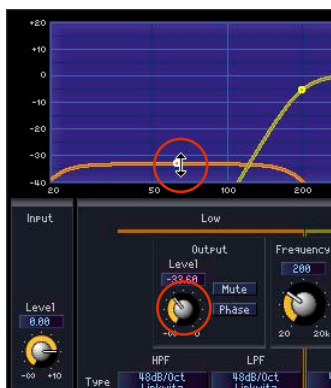 +20
+10
0
-10
-20
-30
-40
20 50 100 200
Input
Low
Output
Frequency
Level
-33.60
Mute
200
Level
0.00
Phase
-∞ 0
20 20k
-∞ +10
HPF LPF
Type
48dB/Oct 48dB/Oct
Linkwitz Linkwitz